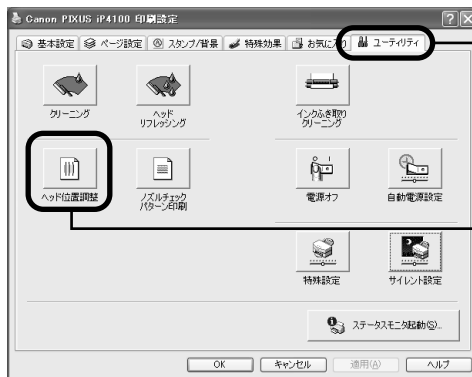 Canon PIXUS iP4100 印刷設定
基本設定 ページ設定 スタンプ/背景 特殊効果 お気に入り ユーティリティ
クリーニング
ヘッド
リフレッシング
インクふき取り
クリーニング
ヘッド位置調整
ノズルチェック
パターン印刷
電源オフ
自動電源設定
特殊設定
サイレント設定
ステータスモニタ起動(S)...
OK キャンセル 適用(A) ヘルプ